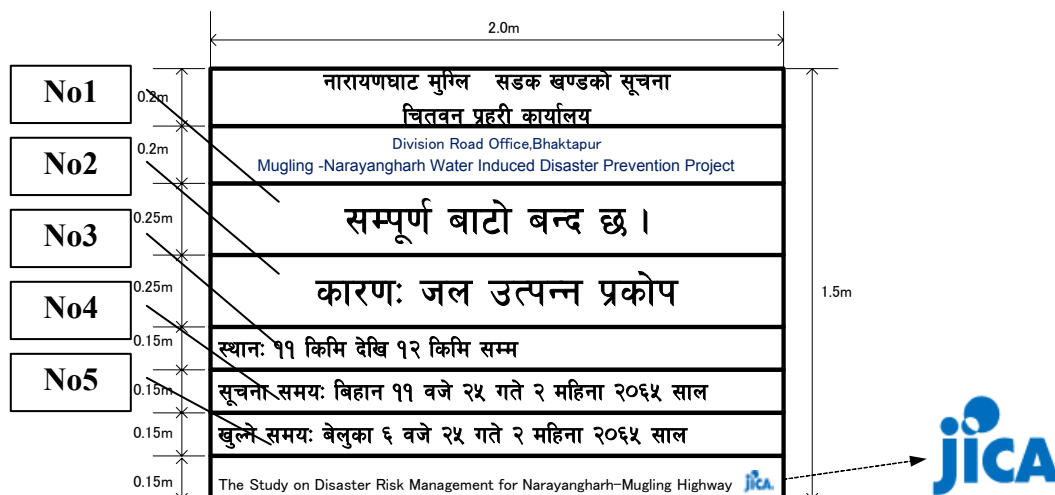 2.0m
No1
No2
No3
No4
No5
0.2m
0.2m
0.25m
0.25m
0.15m
0.15m
0.15m
0.15m
नारायणघाट मुग्लि सडक खण्डको सूचना
चितवन प्रहरी कार्यालय
Division Road Office,Bhaktapur
Mugling -Narayangharh Water Induced Disaster Prevention Project
सम्पूर्ण बाटो बन्द छ ।
कारण: जल उत्पन्न प्रकोप
स्थान: ११ किमि देखि १२ किमि सम्म
सूचना समय: बिहान ११ वजे २५ गते २ महिना २०६५ साल
खुल्ने समय: बेलुका ६ वजे २५ गते २ महिना २०६५ साल
The Study on Disaster Risk Management for Narayangharh-Mugling Highway JICA
1.5m
JICA